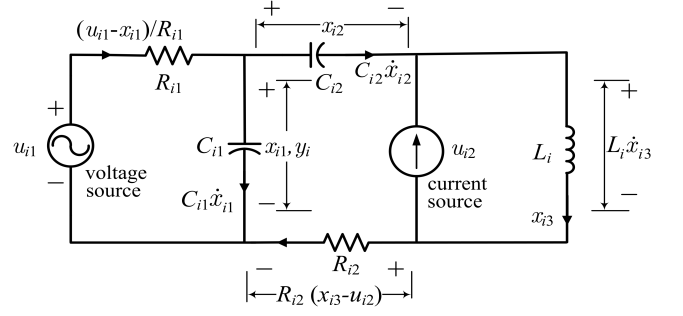 (u_{i1}-x_{i1})/R_{i1}
+ x_{i2} −
R_{i1}
C_{i2}
C_{i2}ẋ_{i2}
+
u_{i1}
−
voltage
source
C_{i1}
C_{i1}ẋ_{i1}
+
x_{i1}, y_i
−
u_{i2}
current
source
L_i
x_{i3}
+
L_iẋ_{i3}
−
− R_{i2} +
R_{i2} (x_{i3}-u_{i2})